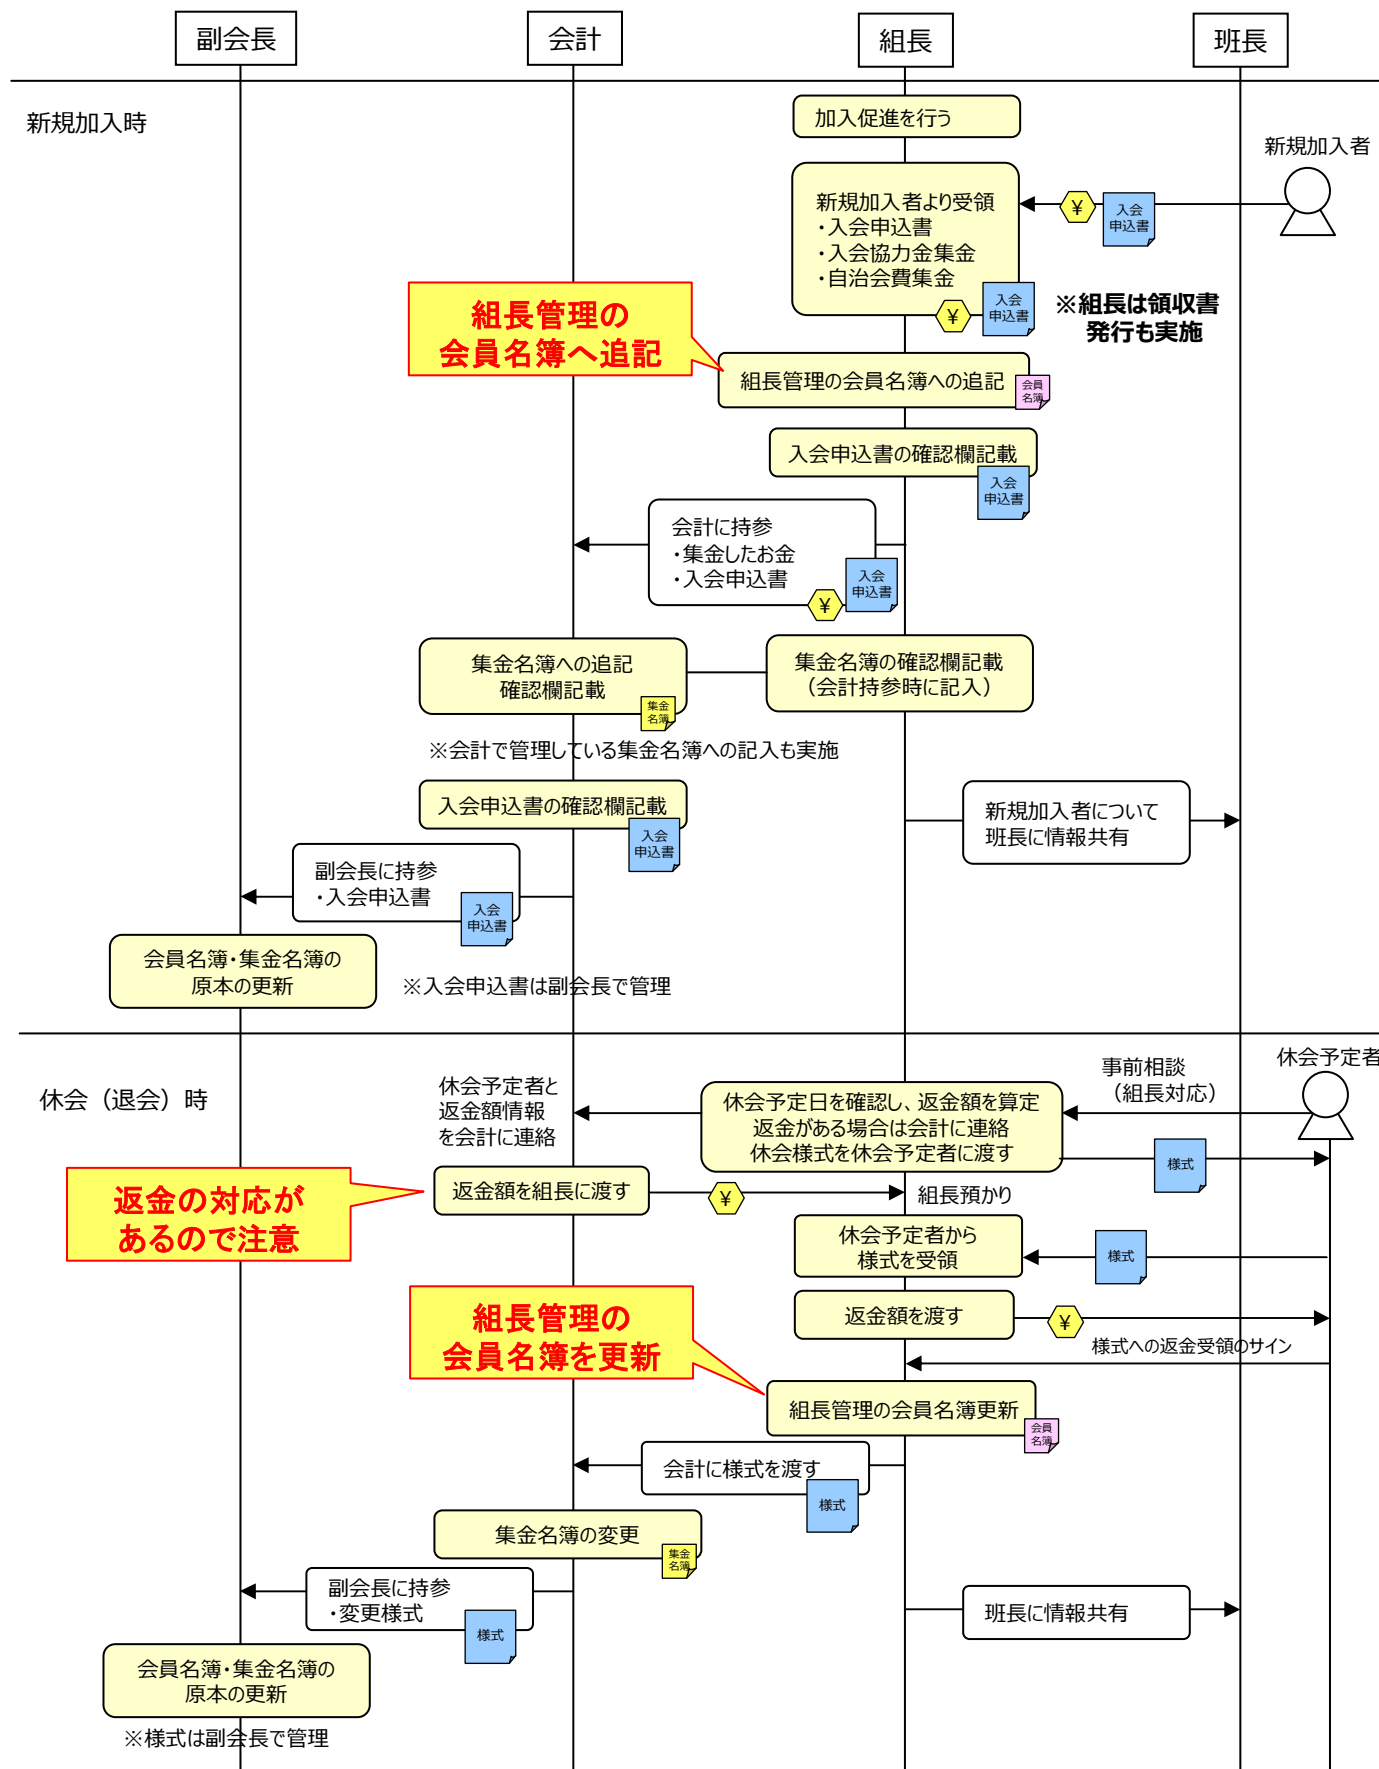 副会長
会計
組長
班長
新規加入時
加入促進を行う
新規加入者
新規加入者より受領
・入会申込書
・入会協力金集金
・自治会費集金
¥
入会
申込書
¥
入会
申込書
※組長は領収書
発行も実施
組長管理の
会員名簿へ追記
組長管理の会員名簿への追記
会員
名簿
入会申込書の確認欄記載
入会
申込書
会計に持参
・集金したお金
・入会申込書
¥
入会
申込書
集金名簿への追記
確認欄記載
集金
名簿
集金名簿の確認欄記載
（会計持参時に記入）
※会計で管理している集金名簿への記入も実施
入会申込書の確認欄記載
入会
申込書
新規加入者について
班長に情報共有
副会長に持参
・入会申込書
入会
申込書
会員名簿・集金名簿の
原本の更新
※入会申込書は副会長で管理
休会（退会）時
休会予定者
事前相談
（組長対応）
休会予定者と
返金額情報
を会計に連絡
休会予定日を確認し、返金額を算定
返金がある場合は会計に連絡
休会様式を休会予定者に渡す
様式
返金の対応が
あるので注意
返金額を組長に渡す
¥
組長預かり
休会予定者から
様式を受領
様式
返金額を渡す
¥
様式への返金受領のサイン
組長管理の
会員名簿を更新
組長管理の会員名簿更新
会員
名簿
会計に様式を渡す
様式
集金名簿の変更
集金
名簿
副会長に持参
・変更様式
様式
班長に情報共有
会員名簿・集金名簿の
原本の更新
※様式は副会長で管理